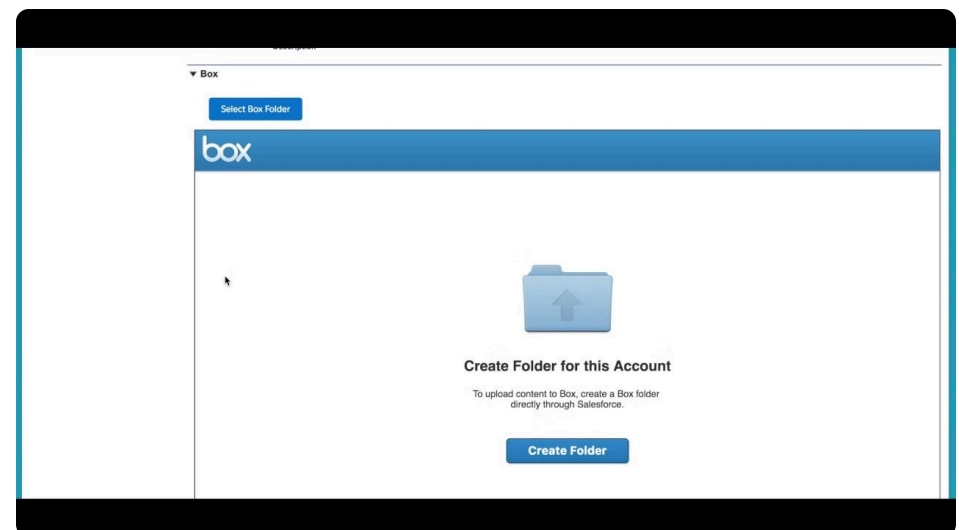 Box
Select Box Folder
box
Create Folder for this Account
To upload content to Box, create a Box folder
directly through Salesforce.
Create Folder